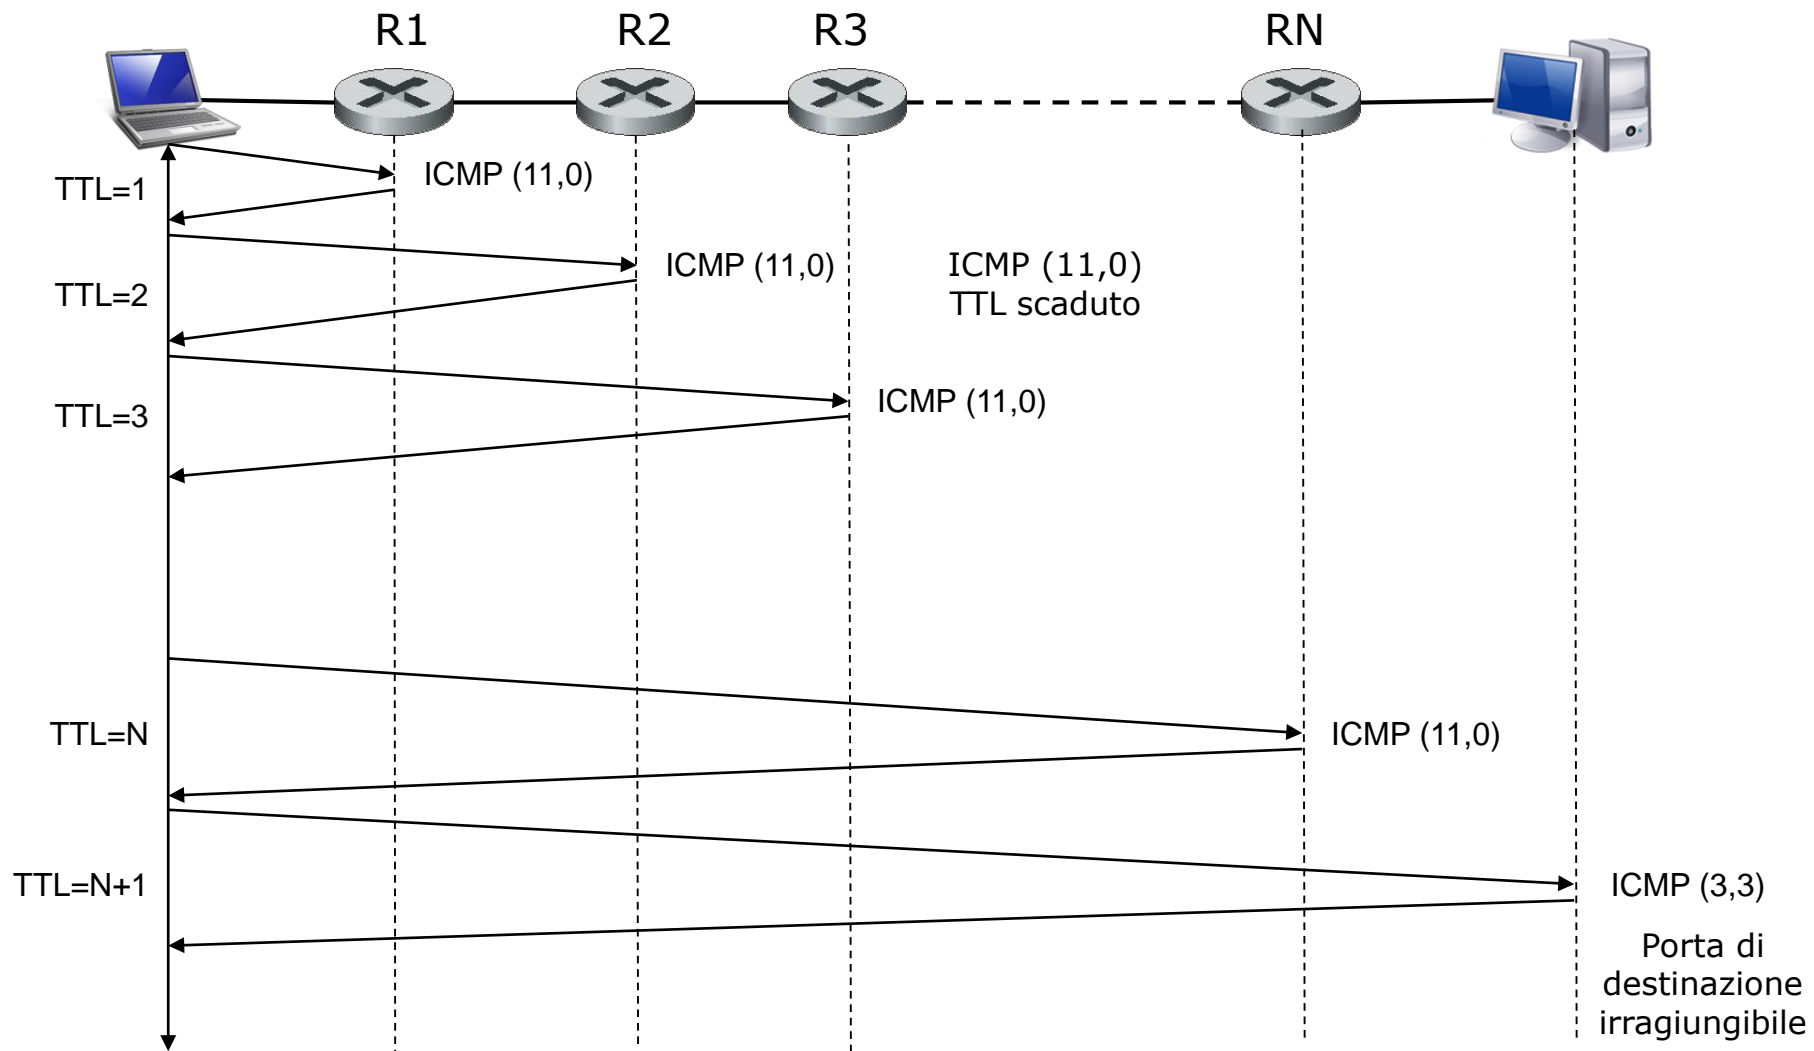 R1
R2
R3
RN
TTL=1
ICMP (11,0)
TTL=2
ICMP (11,0)
ICMP (11,0)
TTL scaduto
TTL=3
ICMP (11,0)
TTL=N
ICMP (11,0)
TTL=N+1
ICMP (3,3)
Porta di
destinazione
irragiungibile